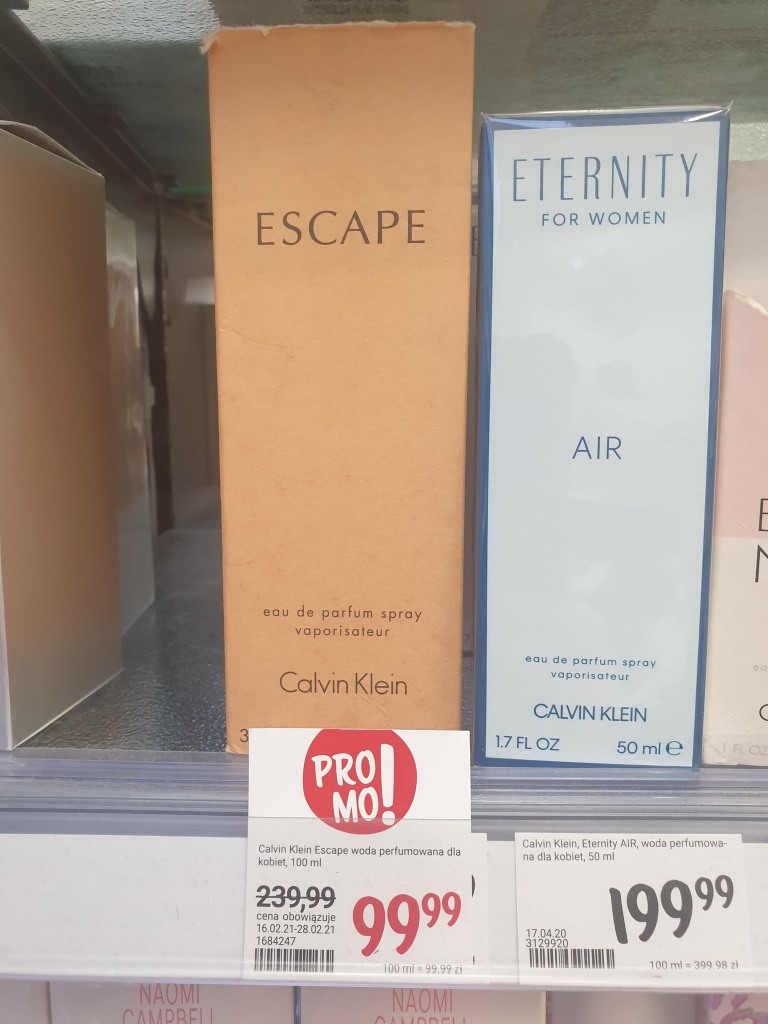 ESCAPE
eau de parfum spray
vaporisateur
Calvin Klein
3
ETERNITY
FOR WOMEN
AIR
eau de parfum spray
vaporisateur
CALVIN KLEIN
1.7 FL OZ 50 ml e
1 FL OZ
PRO
MO!
Calvin Klein Escape woda perfumowana dla
kobiet, 100 ml
239,99
cena obowiązuje
16.02.21-28.02.21
1684247
99 99
100 ml = 99.99 zł
Calvin Klein, Eternity AIR, woda perfumowa-
na dla kobiet, 50 ml
199 99
17.04.20
3129920
100 ml = 399.98 zł
NAOMI
CAMPBELL
NAOMI
CAMPBELL